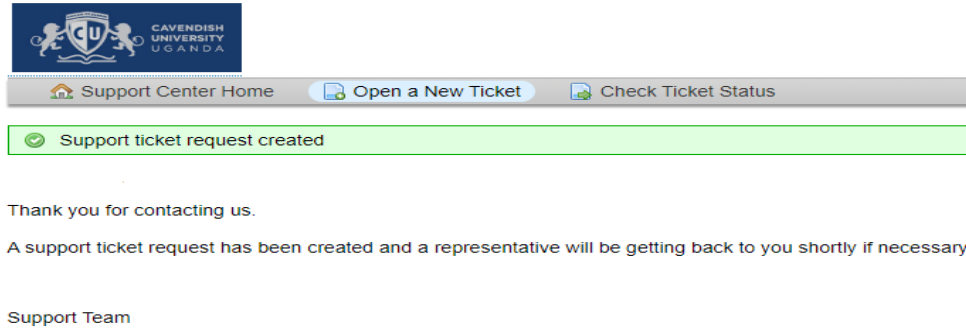 CU
CAVENDISH
UNIVERSITY
UGANDA
Support Center Home Open a New Ticket Check Ticket Status
Support ticket request created
Thank you for contacting us.
A support ticket request has been created and a representative will be getting back to you shortly if necessary
Support Team